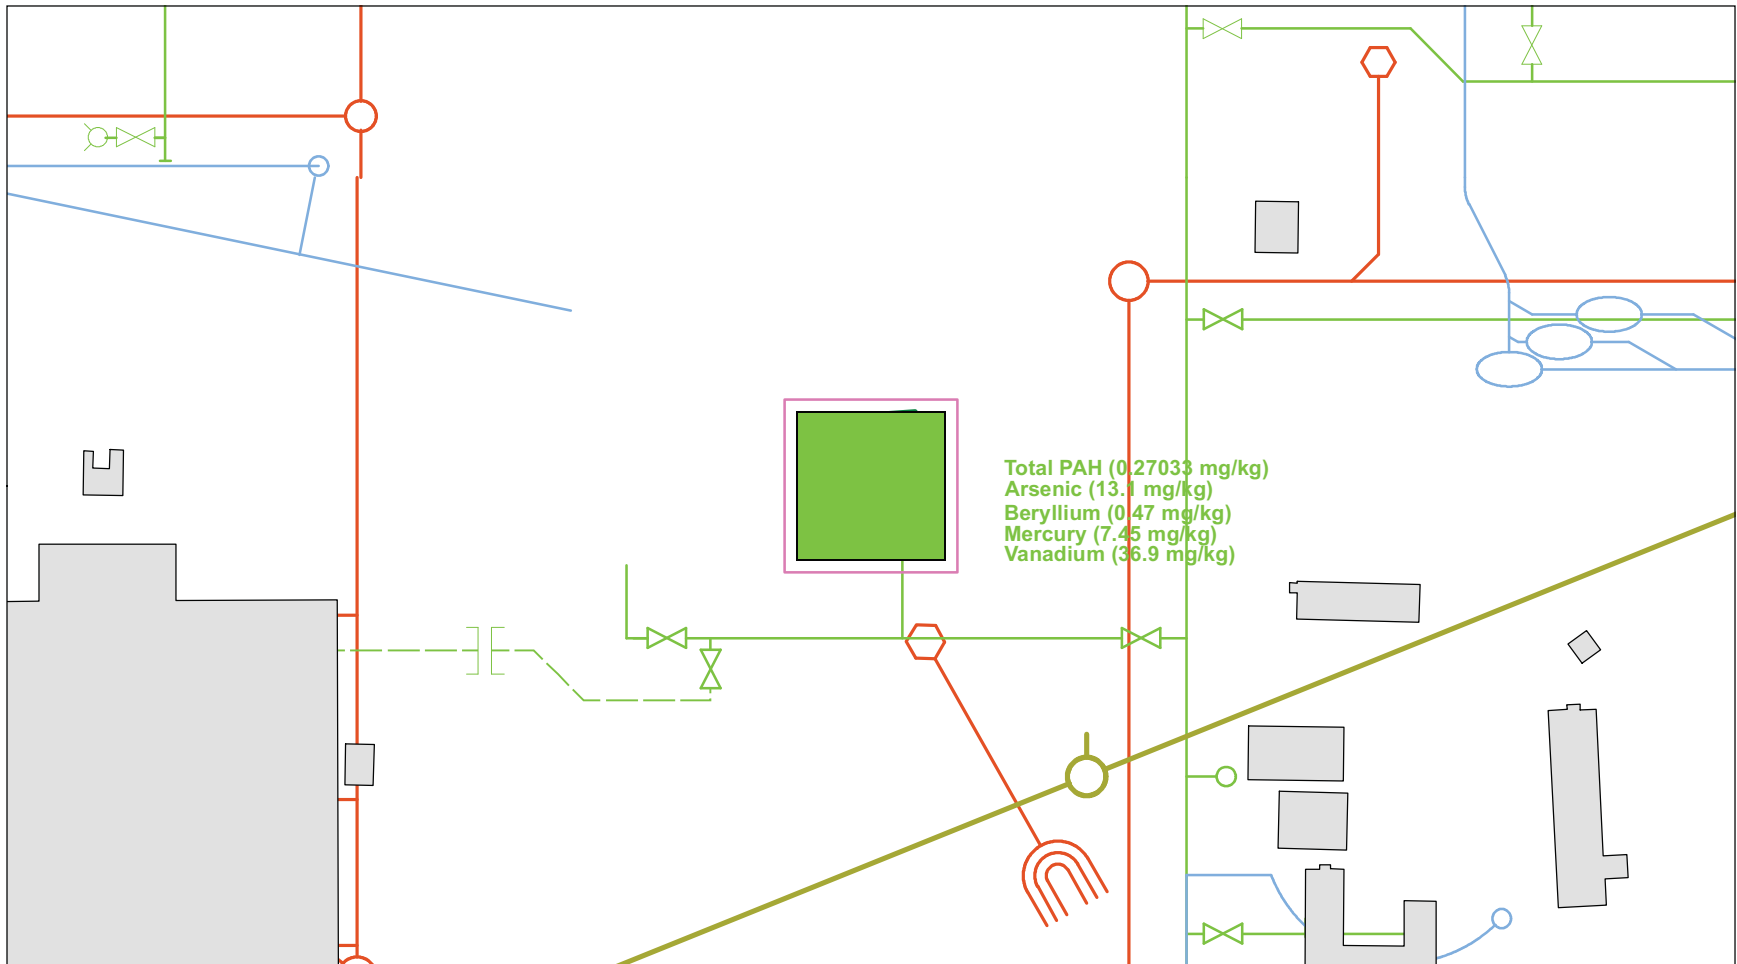 Total PAH (0.27033 mg/kg)
Arsenic (13.1 mg/kg)
Beryllium (0.47 mg/kg)
Mercury (7.45 mg/kg)
Vanadium (36.9 mg/kg)